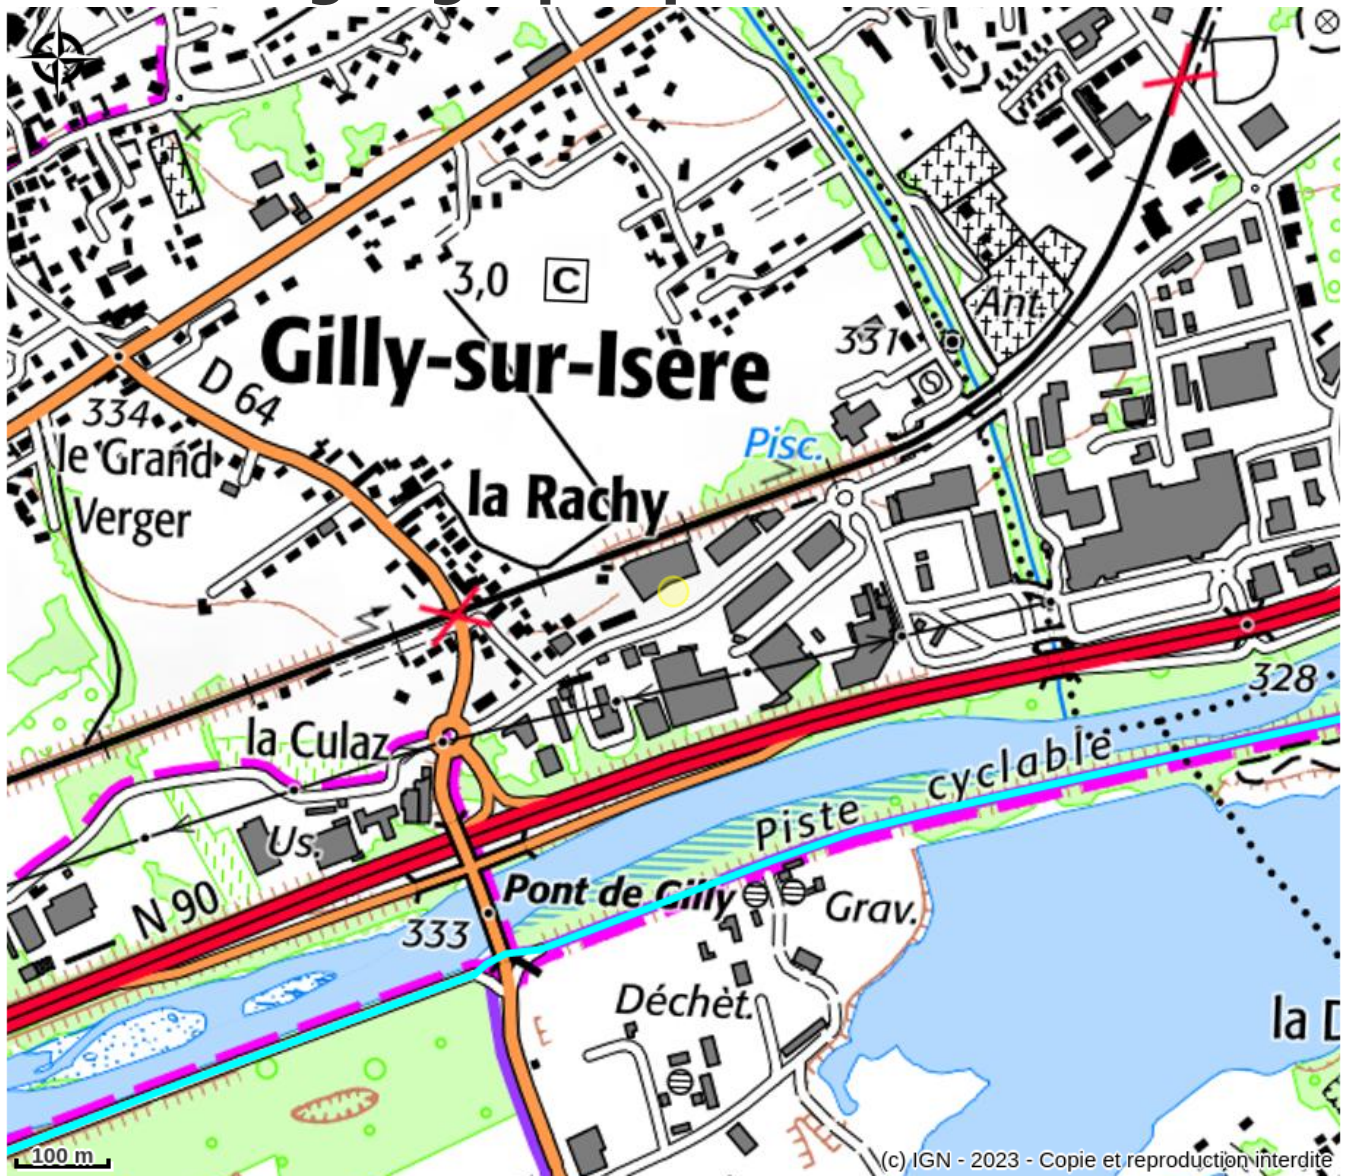 3,0 C
Gilly-sur-Isère
Ant.
331
D 64
334
le Grand
Verger
Pisc.
la Rachy
la Culaz
328
Piste cyclable
Us.
N 90
Pont de Gilly
Grav.
333
Déchèt.
la D
100 m
(c) IGN - 2023 - Copie et reproduction interdite